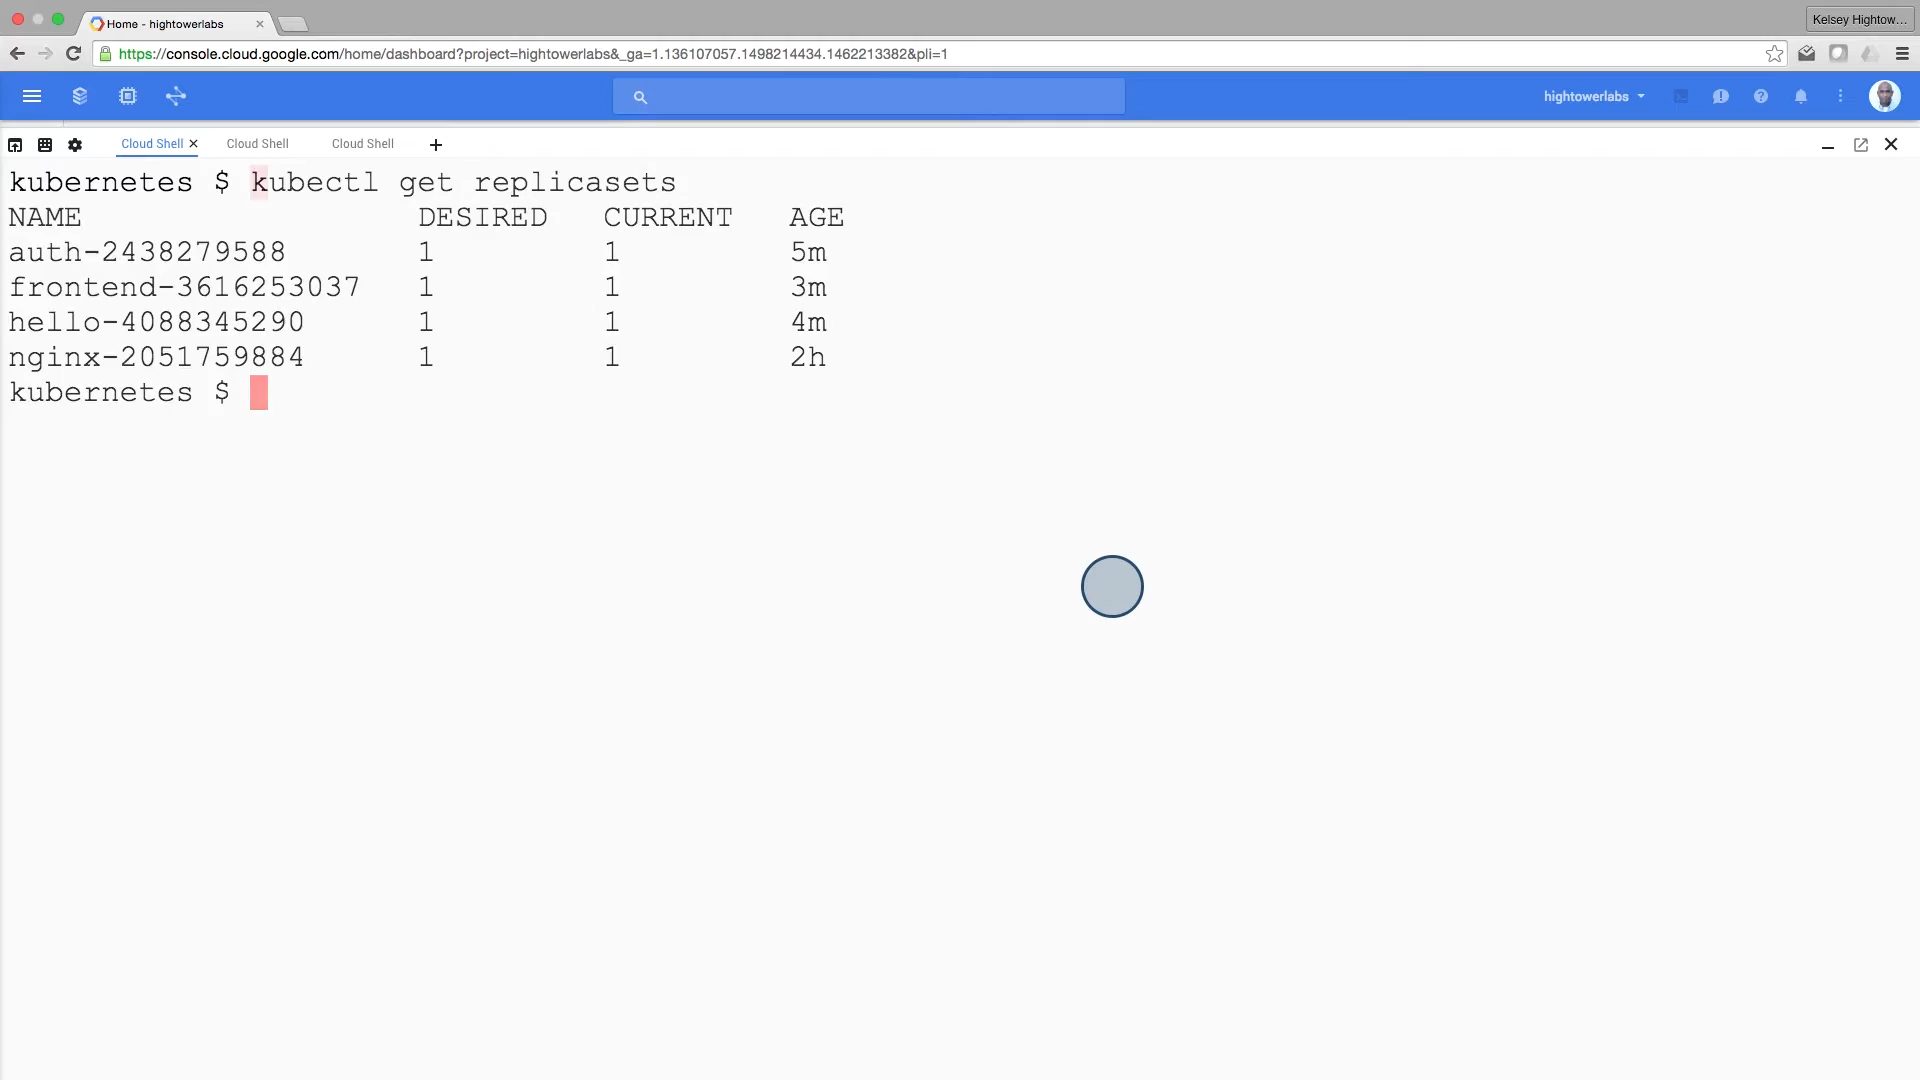 Home - hightowerlabs
Kelsey Hightow...
https://console.cloud.google.com/home/dashboard?project=hightowerlabs&_ga=1.136107057.1498214434.1462213382&pli=1
hightowerlabs
Cloud Shell Cloud Shell Cloud Shell
kubernetes $ kubectl get replicasets
NAME DESIRED CURRENT AGE
auth-2438279588 1 1 5m
frontend-3616253037 1 1 3m
hello-4088345290 1 1 4m
nginx-2051759884 1 1 2h
kubernetes $